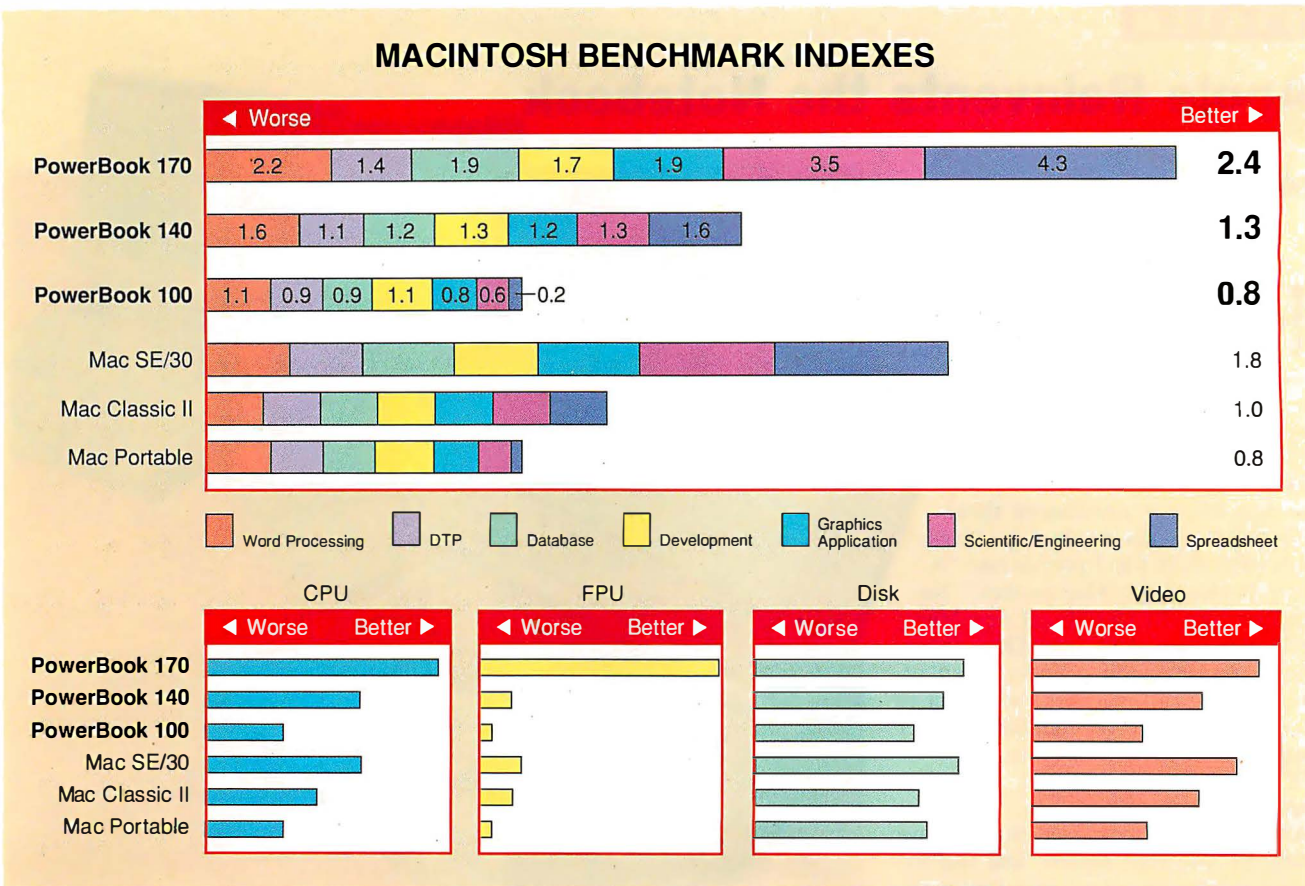 MACINTOSH BENCHMARK INDEXES
◄ Worse Better ►
PowerBook 170 2.2 1.4 1.9 1.7 1.9 3.5 4.3 2.4
PowerBook 140 1.6 1.1 1.2 1.3 1.2 1.3 1.6 1.3
PowerBook 100 1.1 0.9 0.9 1.1 0.8 0.6 0.2 0.8
Mac SE/30 1.8
Mac Classic II 1.0
Mac Portable 0.8
Word Processing DTP Database Development Graphics Application Scientific/Engineering Spreadsheet
CPU FPU Disk Video
◄ Worse Better ► ◄ Worse Better ► ◄ Worse Better ► ◄ Worse Better ►
PowerBook 170
PowerBook 140
PowerBook 100
Mac SE/30
Mac Classic II
Mac Portable